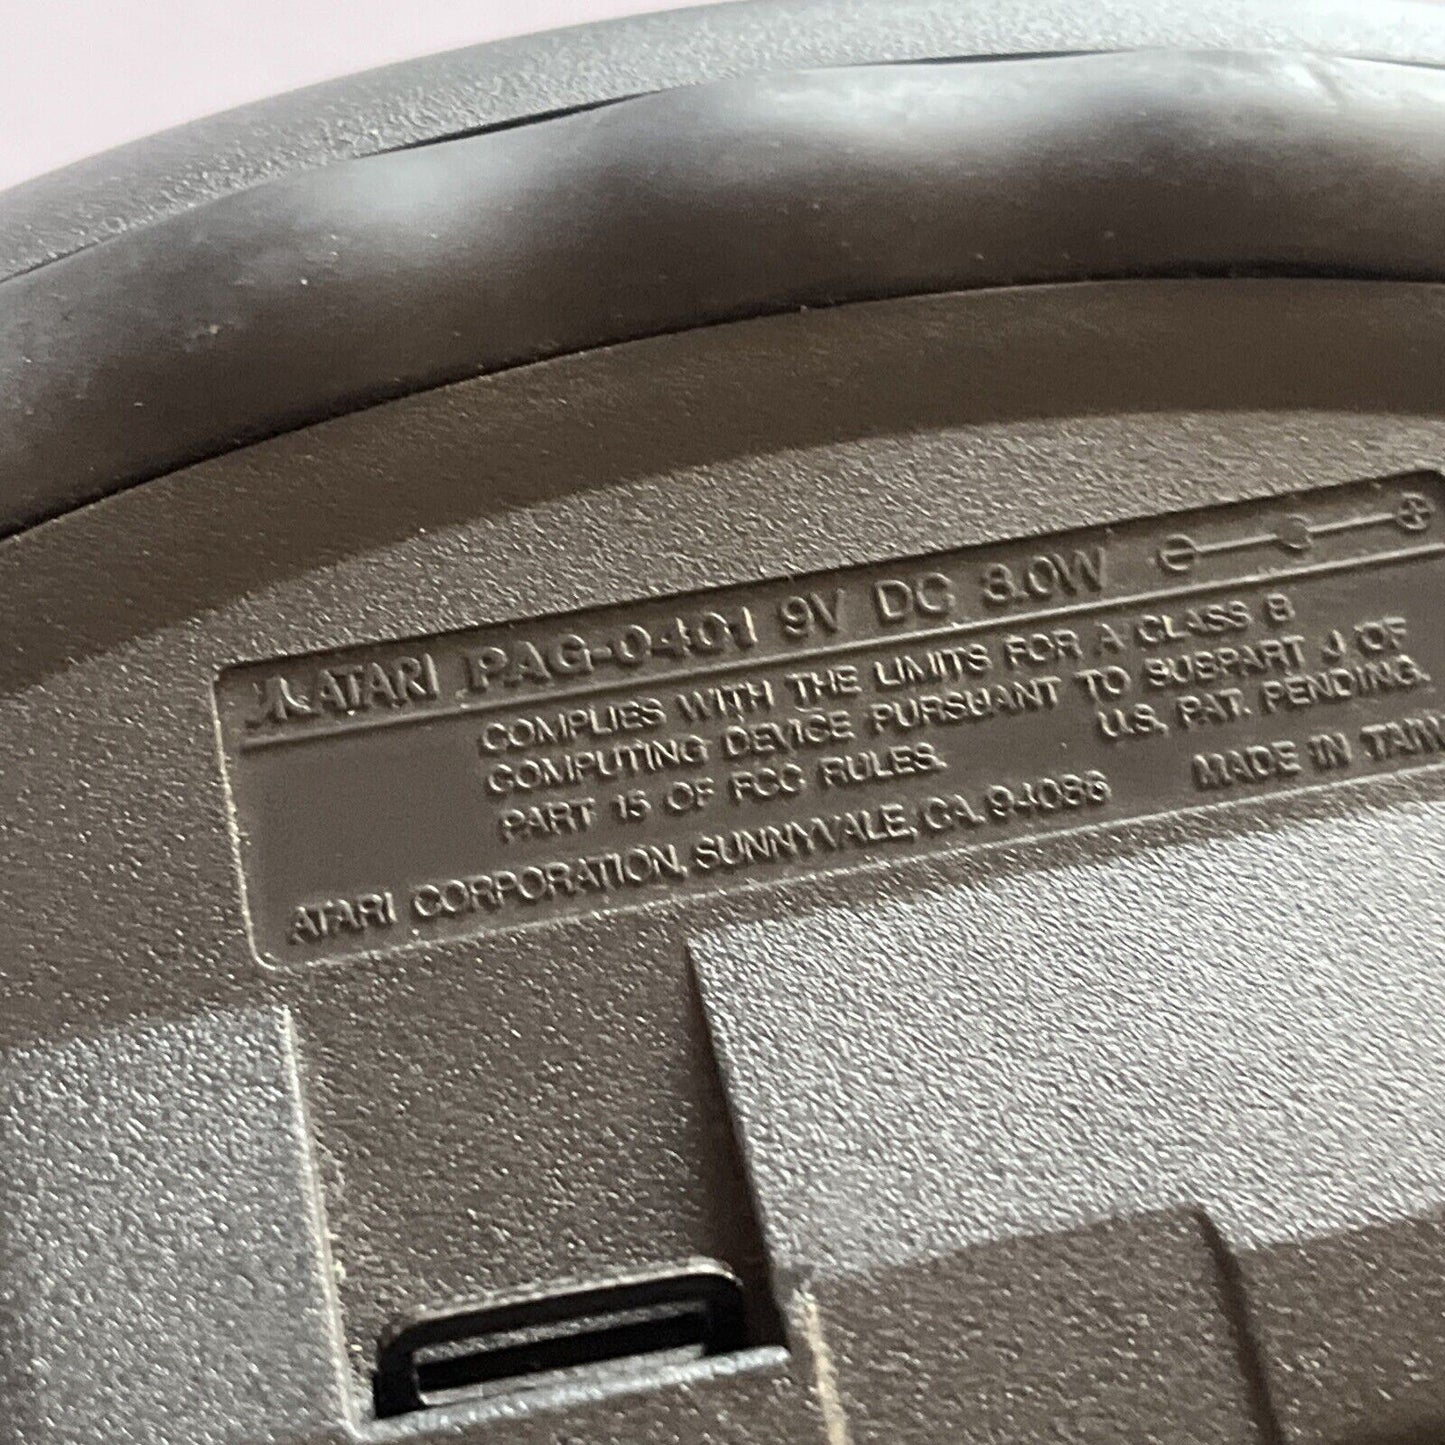 ATARI PAG-0401 9V DC 8.0W
COMPLIES WITH THE LIMITS FOR A CLASS B
COMPUTING DEVICE PURSUANT TO SUBPART J OF
PART 15 OF FCC RULES. U.S. PAT. PENDING.
ATARI CORPORATION, SUNNYVALE, CA. 94086 MADE IN TAIW